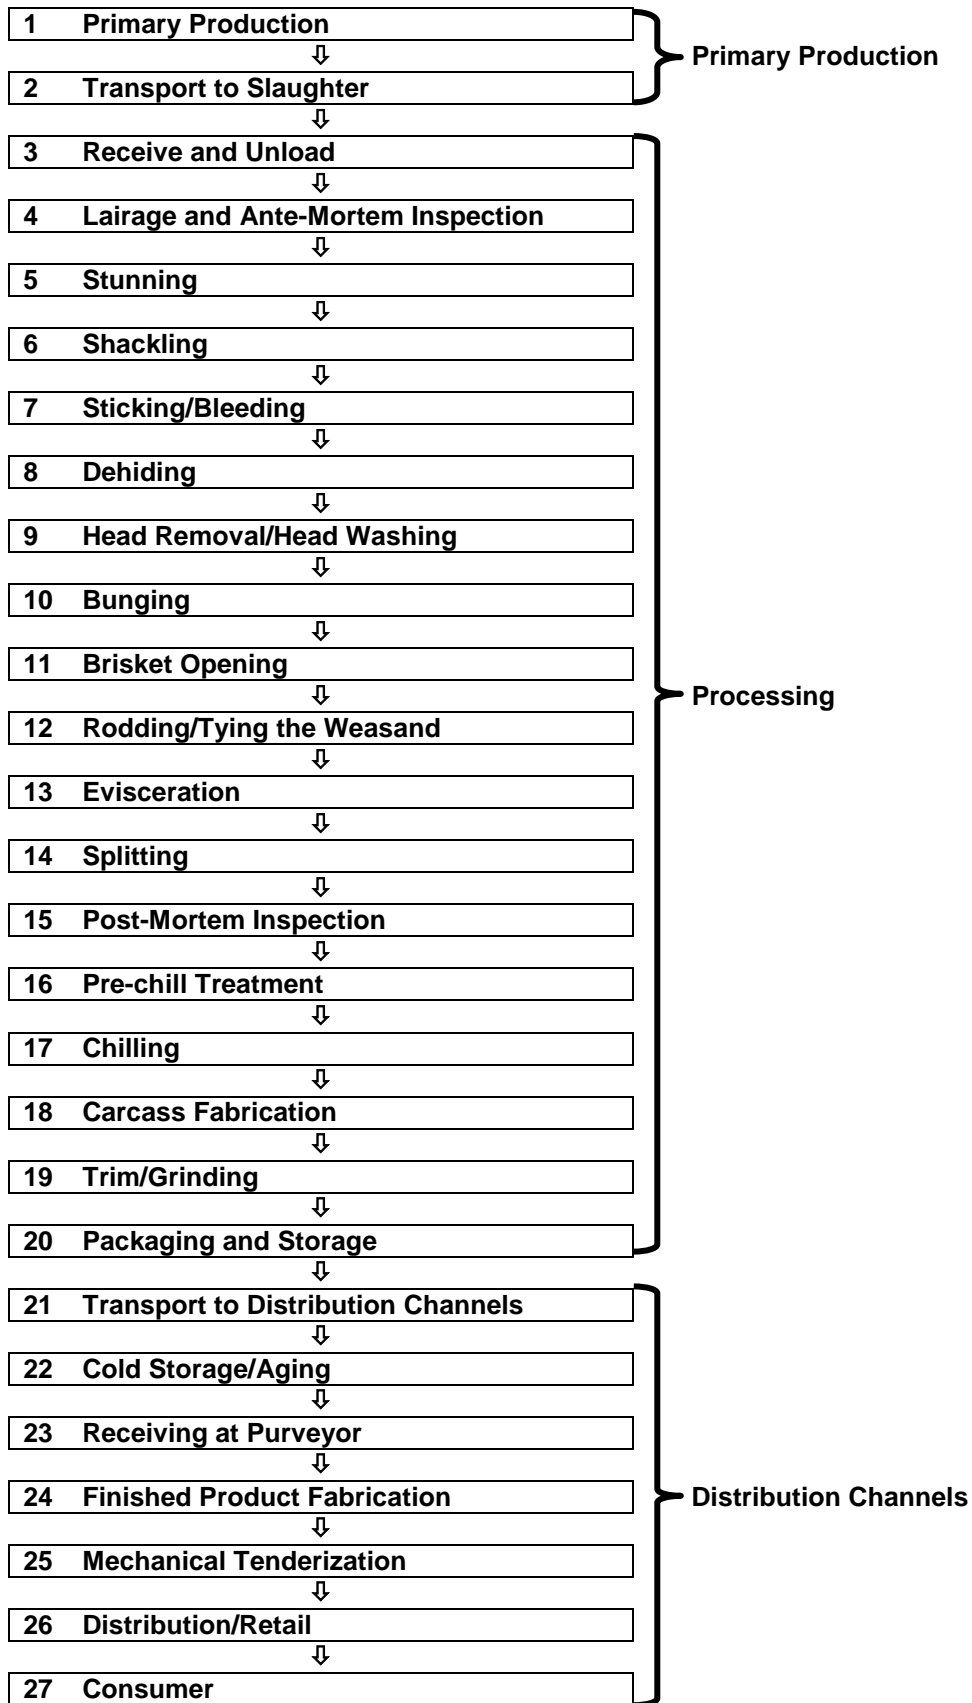 1 Primary Production
Primary Production
2 Transport to Slaughter
3 Receive and Unload
4 Lairage and Ante-Mortem Inspection
5 Stunning
6 Shackling
7 Sticking/Bleeding
8 Dehiding
9 Head Removal/Head Washing
10 Bunging
11 Brisket Opening
Processing
12 Rodding/Tying the Weasand
13 Evisceration
14 Splitting
15 Post-Mortem Inspection
16 Pre-chill Treatment
17 Chilling
18 Carcass Fabrication
19 Trim/Grinding
20 Packaging and Storage
21 Transport to Distribution Channels
22 Cold Storage/Aging
23 Receiving at Purveyor
24 Finished Product Fabrication
Distribution Channels
25 Mechanical Tenderization
26 Distribution/Retail
27 Consumer